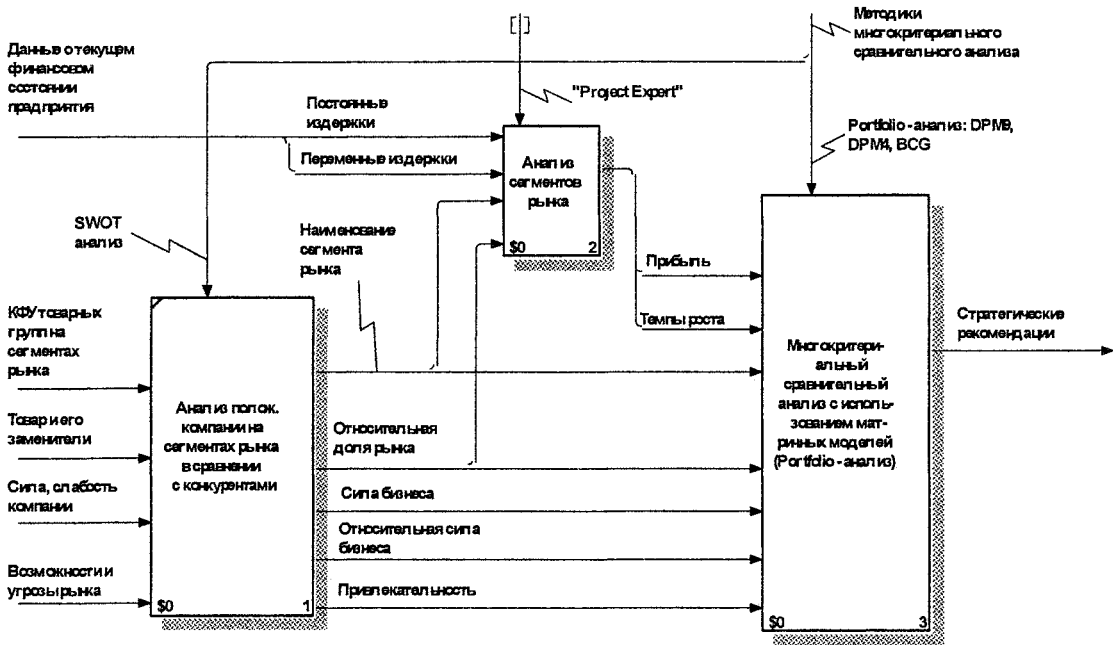 Данные о текущем
финансовом
состоянии
прадприятия
[ ]
Методики
многокритериального
сравнительного анализа
"Project Expert"
Постоянные
издержки
Переменные издержки
Анализ
сегментов
рынка
$0 2
Portfolio-анализ: DPM9,
DPM4, BCG
SWOT
анализ
Наименование
сегмента
рынка
Прибыль
Темпы роста
КФУ товарных
групп на
сегментах
рынка
Товар и его
заменители
Сила, слабость
компании
Возможности и
угрозы рынка
Анализ полож.
компании на
сегментах рынка
в сравнении
с конкурентами
$0 1
Относительная
доля рынка
Сила бизнеса
Относительная сила
бизнеса
Привлекательность
Многокритери-
альный
сравнительный
анализ с исполь-
зованием мат-
ринных моделей
(Portfolio-анализ)
$0 3
Стратегические
рекомендации